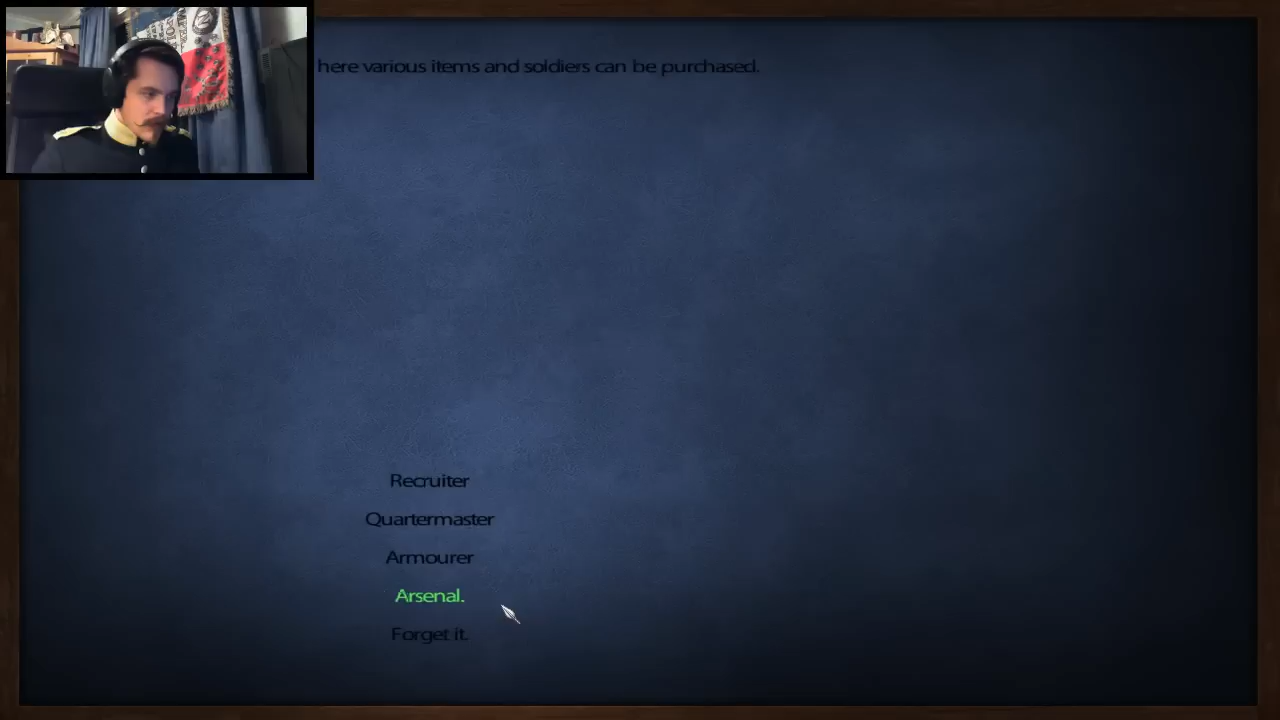 here various items and soldiers can be purchased.
Recruiter
Quartermaster
Armourer
Arsenal.
Forget it.